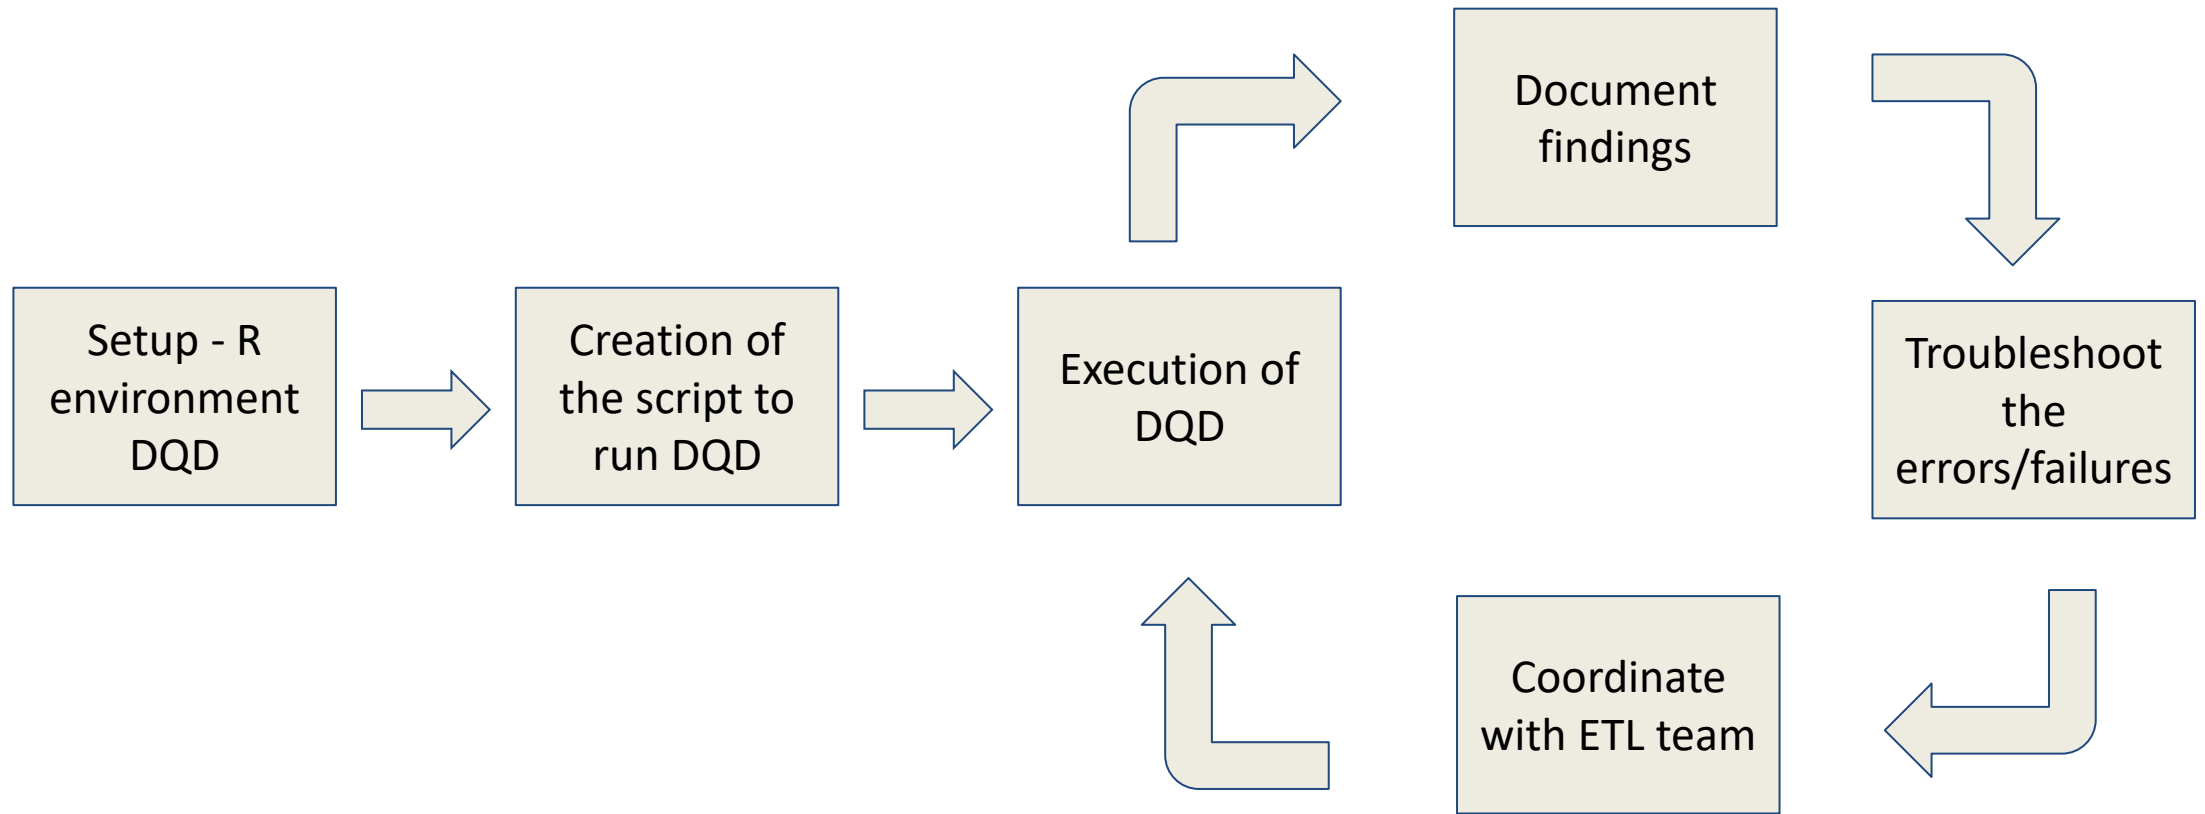 Setup - R
environment
DQD
Creation of
the script to
run DQD
Execution of
DQD
Document
findings
Troubleshoot
the
errors/failures
Coordinate
with ETL team